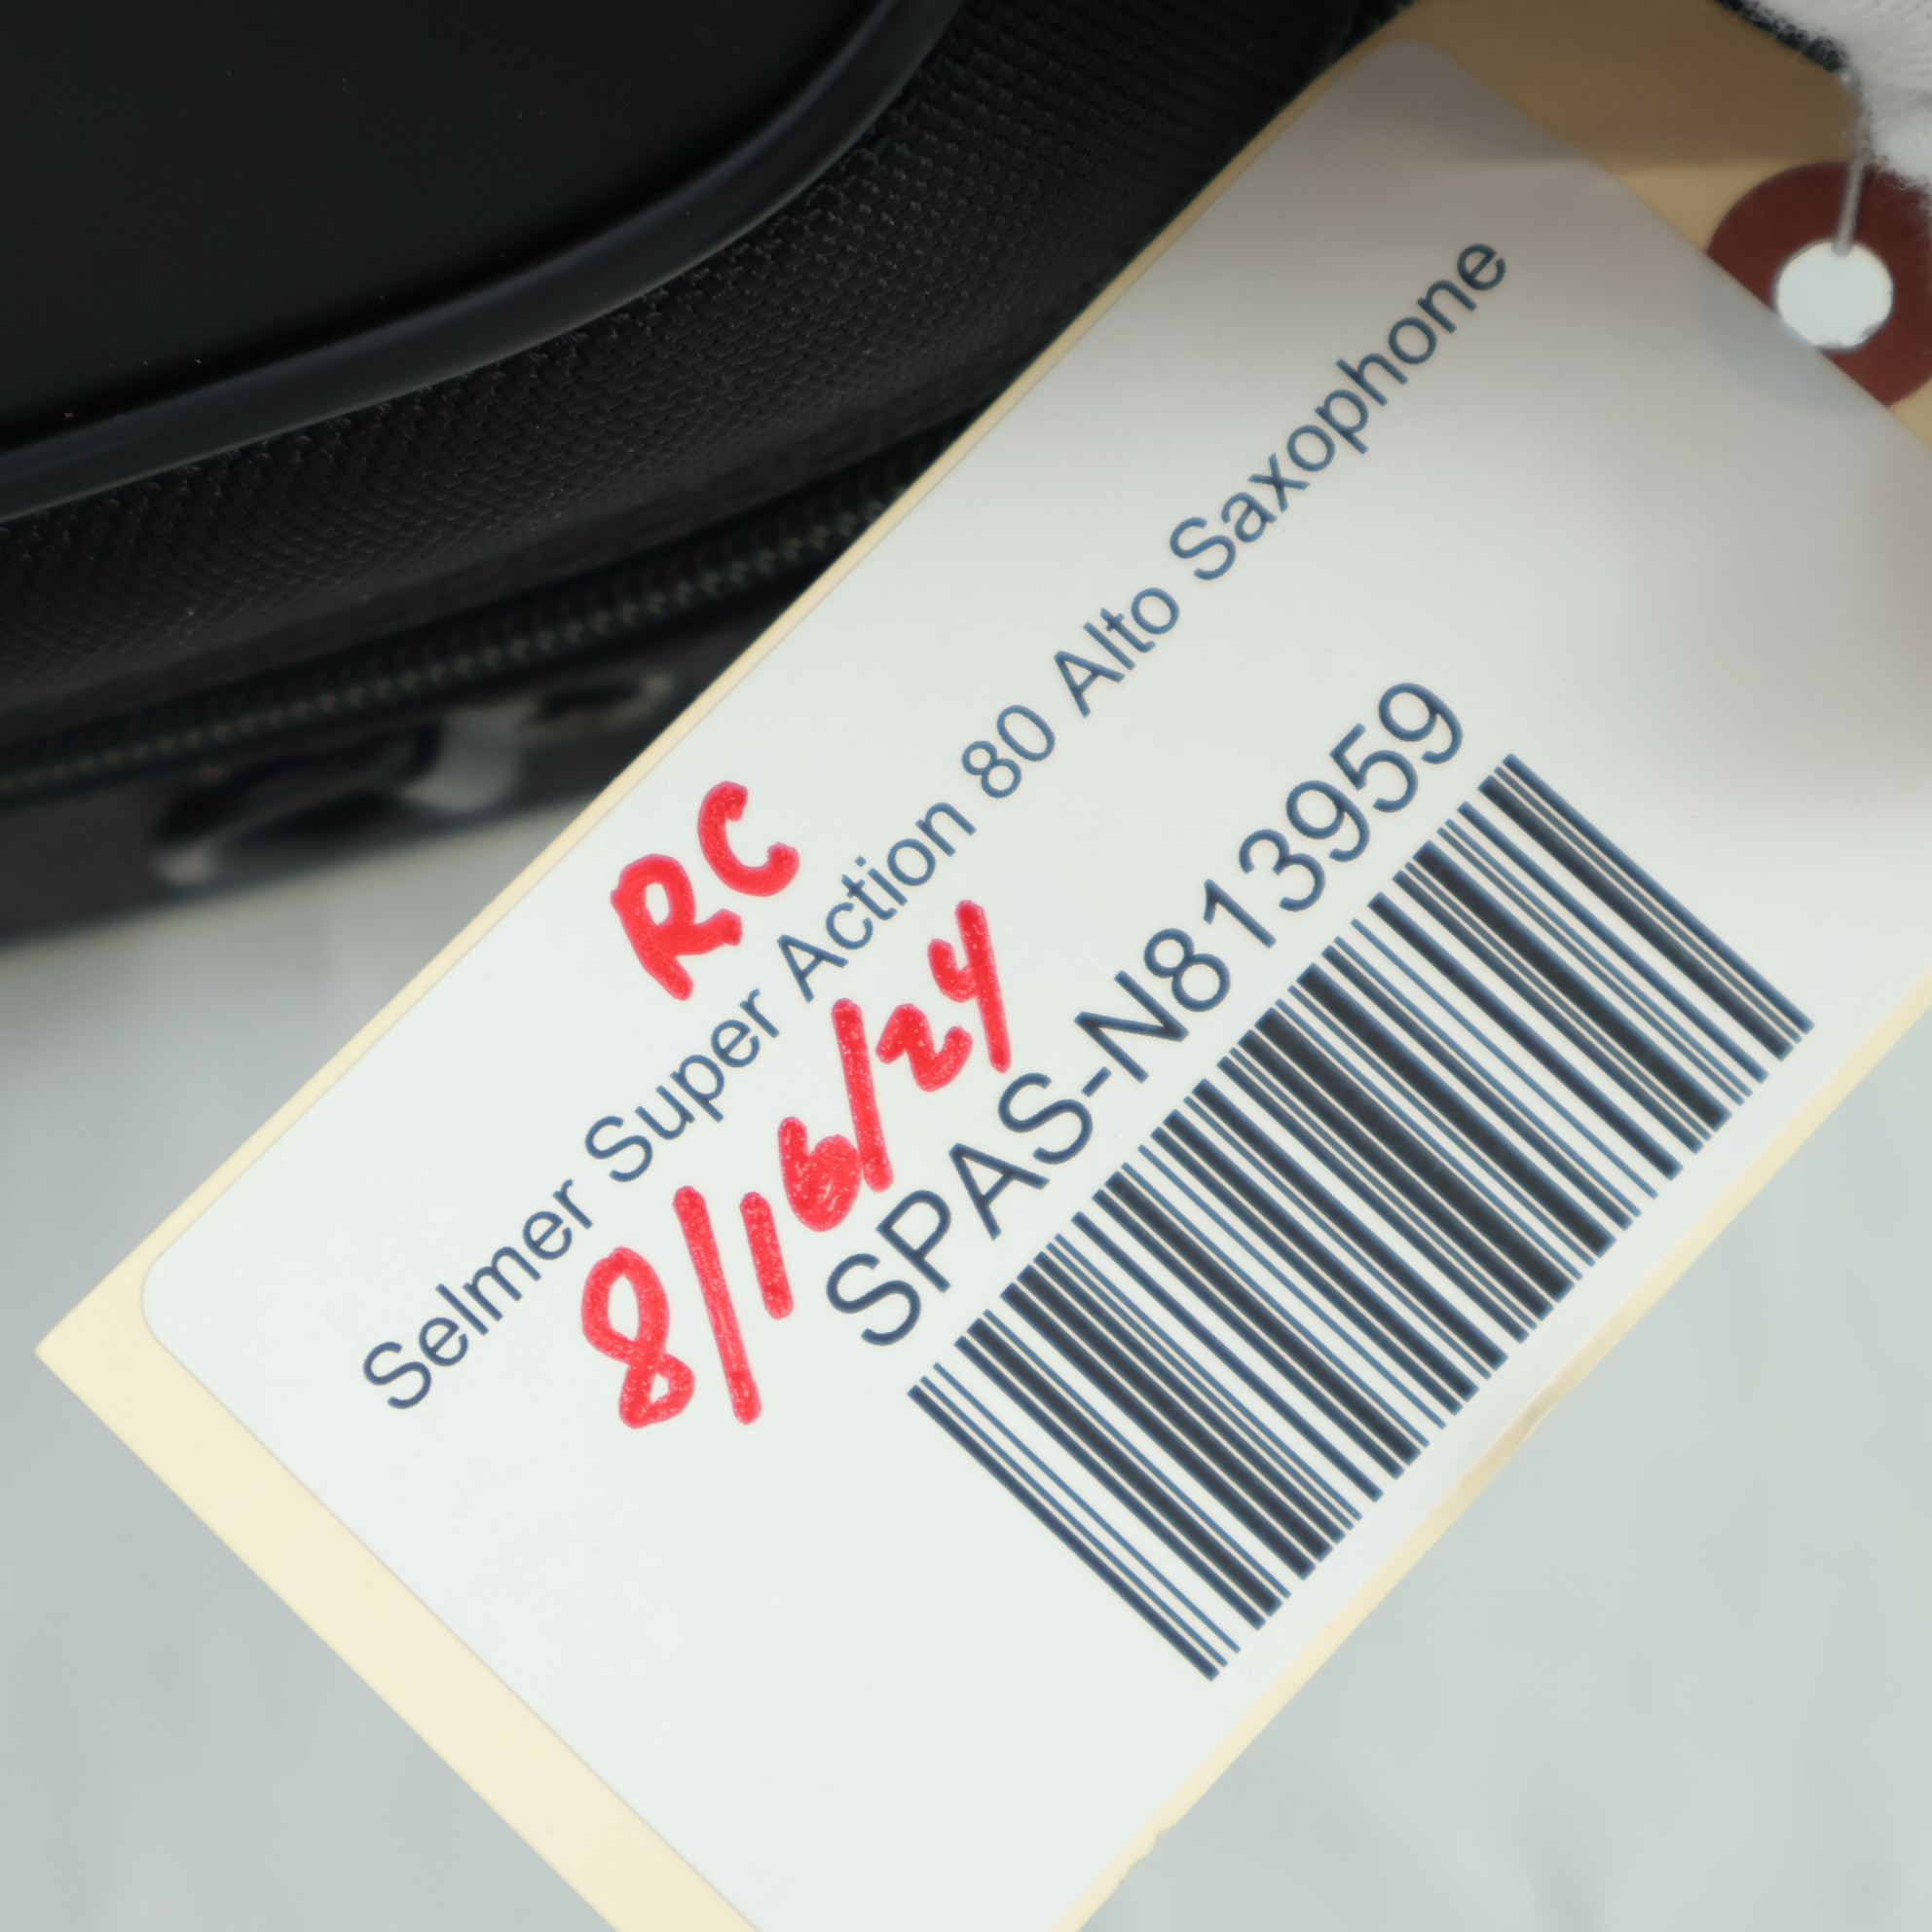 RC
Selmer Super Action 80 Alto Saxophone
8/16/24
SPAS-N813959